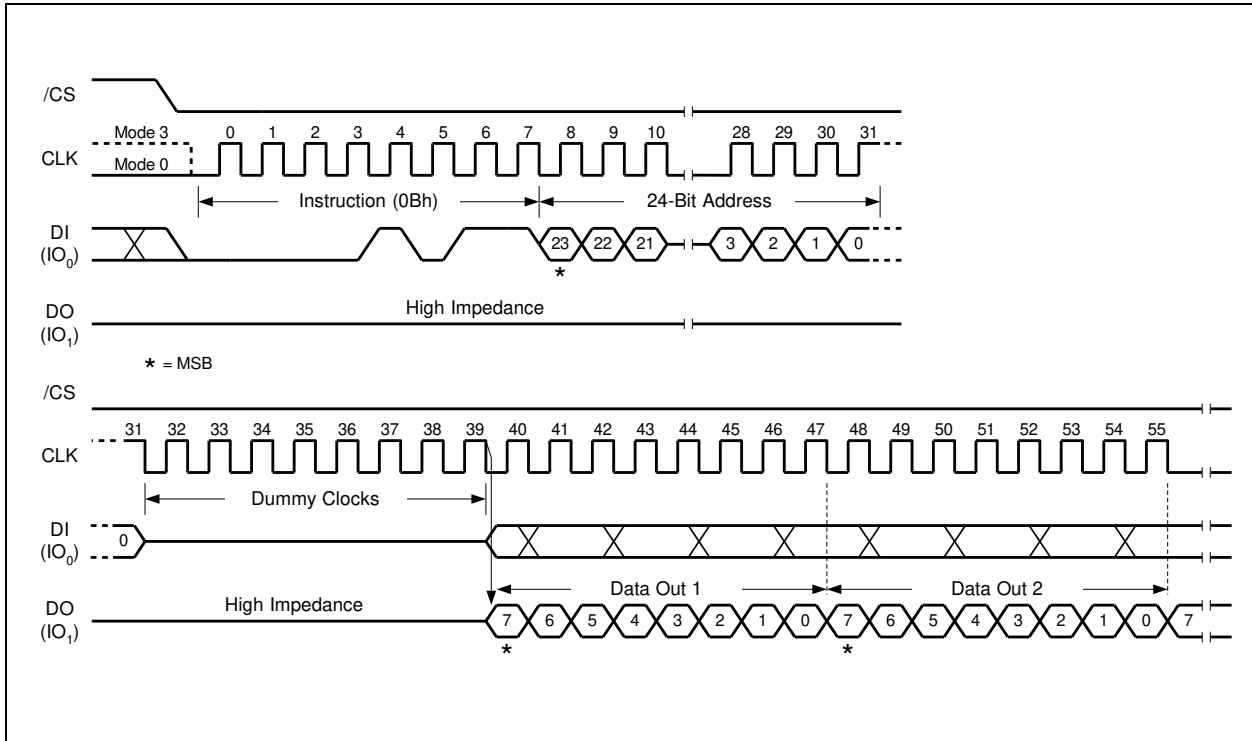 /CS
Mode 3 0 1 2 3 4 5 6 7 8 9 10 28 29 30 31
CLK
Mode 0
Instruction (0Bh) 24-Bit Address
DI
(IO0) 23 22 21 3 2 1 0
*
High Impedance
DO
(IO1)
* = MSB
/CS
31 32 33 34 35 36 37 38 39 40 41 42 43 44 45 46 47 48 49 50 51 52 53 54 55
CLK
Dummy Clocks
DI
(IO0) 0
Data Out 1 Data Out 2
High Impedance
DO
(IO1) 7 6 5 4 3 2 1 0 7 6 5 4 3 2 1 0 7
* *